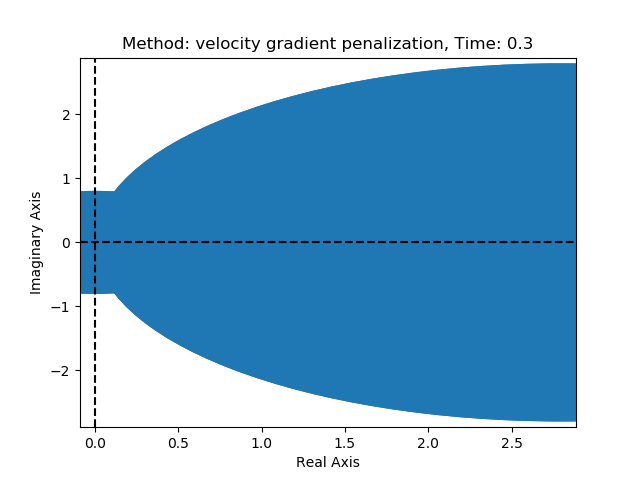 Method: velocity gradient penalization, Time: 0.3
Imaginary Axis
2
1
0
−1
−2
0.0 0.5 1.0 1.5 2.0 2.5
Real Axis